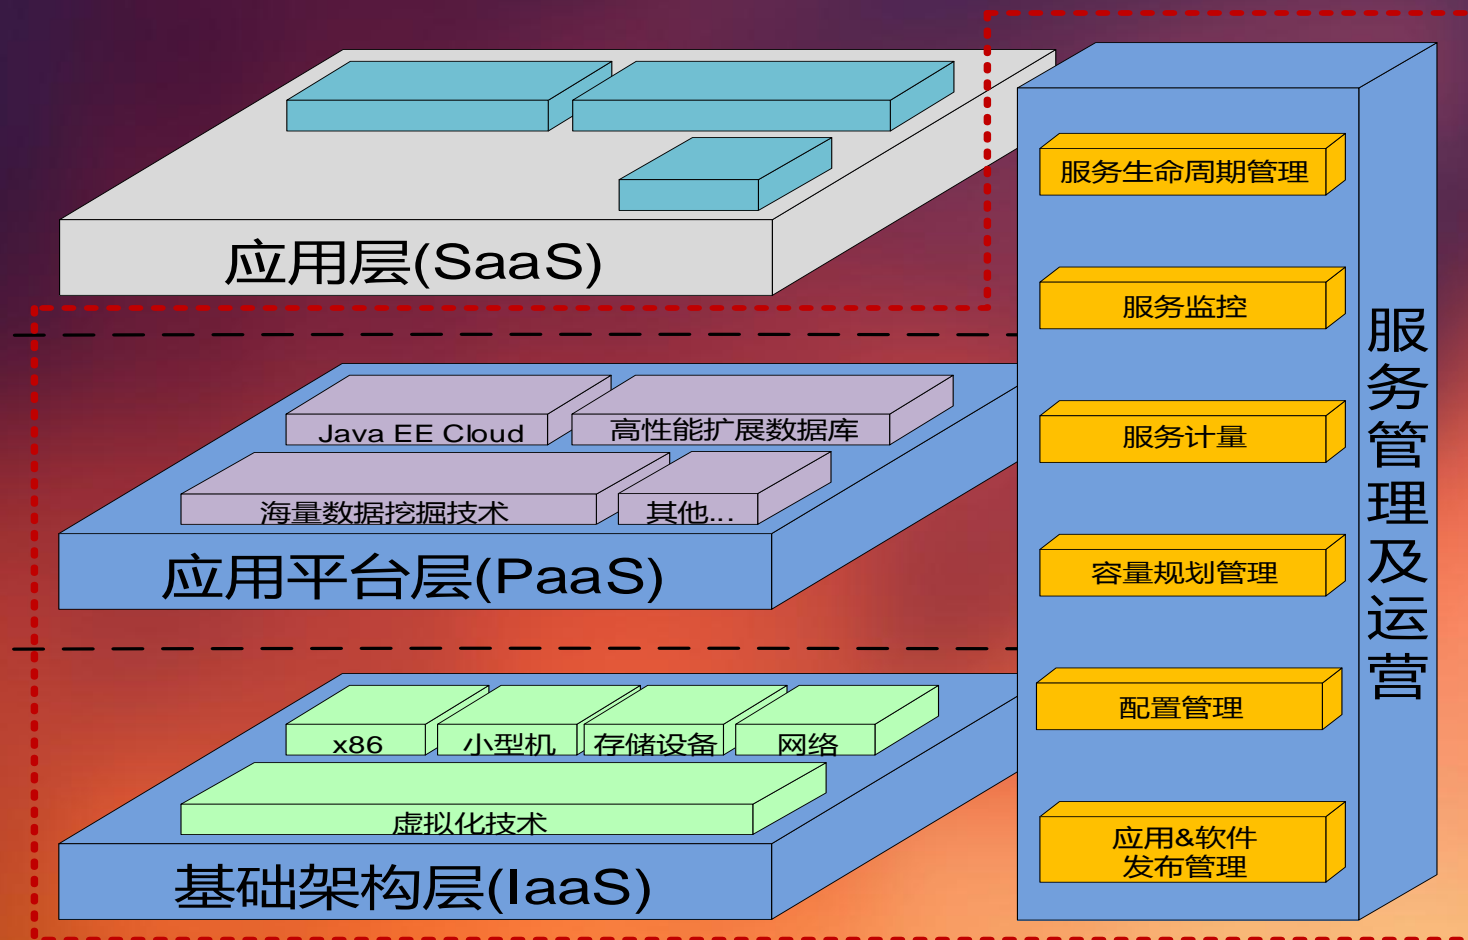 应用层(SaaS)
Java EE Cloud
高性能扩展数据库
海量数据挖掘技术
其他...
应用平台层(PaaS)
x86
小型机
存储设备
网络
虚拟化技术
基础架构层(IaaS)
服务生命周期管理
服务监控
服务计量
容量规划管理
配置管理
应用&软件
发布管理
服务管理及运营